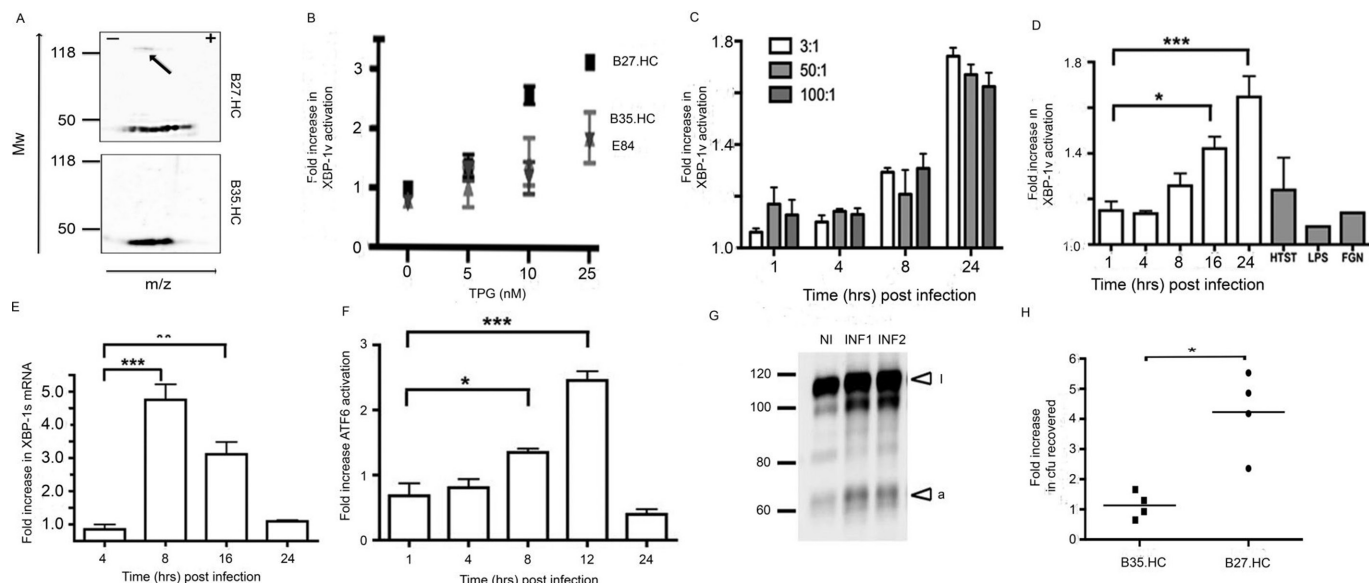 A
− +
118
50
B27.HC
118
50
B35.HC
Mw
m/z
B
Fold increase in
XBP-1v activation
3
2
1
0
B27.HC
B35.HC
E84
0 5 10 25
TPG (nM)
C
Fold increase in
XBP-1v activation
1.8
1.4
1.8
1.0
3:1
50:1
100:1
1 4 8 24
Time (hrs) post infection
D
Fold increase in
XBP-1v activation
1.8
1.4
1.0
***
*
1 4 8 16 24 HTST LPS FGN
Time (hrs) post infection
E
Fold increase in XBP-1s mRNA
5.0
4.0
3.0
2.0
1.0
***
4 8 16 24
Time (hrs) post infection
F
Fold increase ATF6 activation
3
2
1
0
***
*
1 4 8 12 24
Time (hrs) post infection
G
NI INF1 INF2
120
100
80
60
I
a
H
Fold increase
in cfu recovered
6
5
4
3
2
1
0
*
B35.HC B27.HC